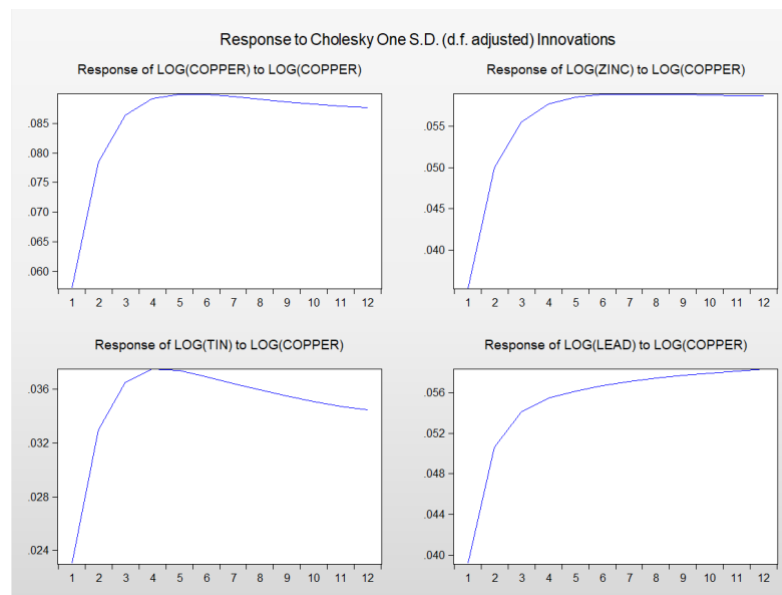 Response to Cholesky One S.D. (d.f. adjusted) Innovations
Response of LOG(COPPER) to LOG(COPPER)
.085
.080
.075
.070
.065
.060
1 2 3 4 5 6 7 8 9 10 11 12
Response of LOG(ZINC) to LOG(COPPER)
.055
.050
.045
.040
1 2 3 4 5 6 7 8 9 10 11 12
Response of LOG(TIN) to LOG(COPPER)
.036
.032
.028
.024
1 2 3 4 5 6 7 8 9 10 11 12
Response of LOG(LEAD) to LOG(COPPER)
.056
.052
.048
.044
.040
1 2 3 4 5 6 7 8 9 10 11 12